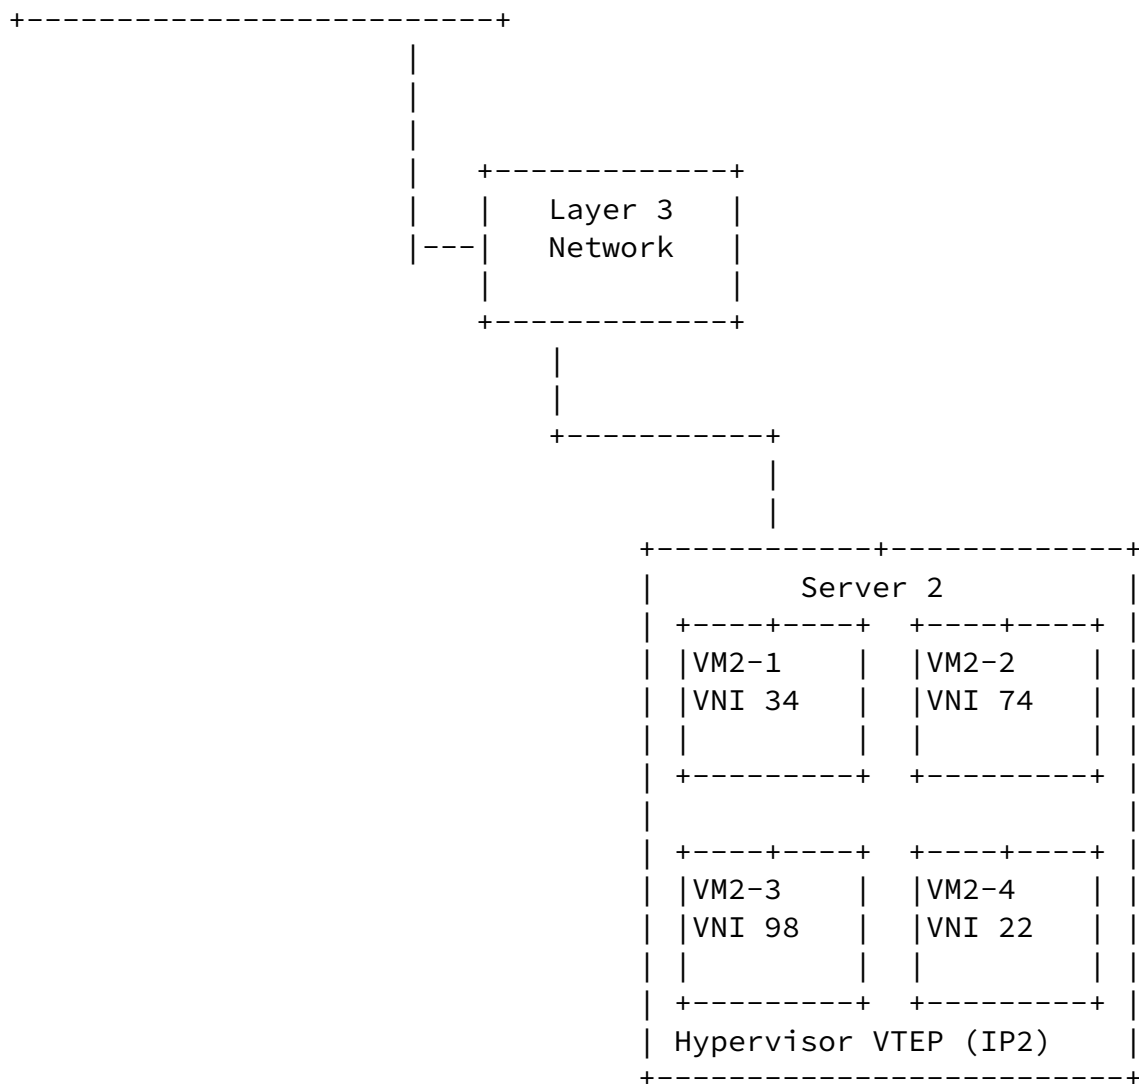 Layer 3
Network
Server 2
VM2-1 VM2-2
VNI 34 VNI 74
VM2-3 VM2-4
VNI 98 VNI 22
Hypervisor VTEP (IP2)